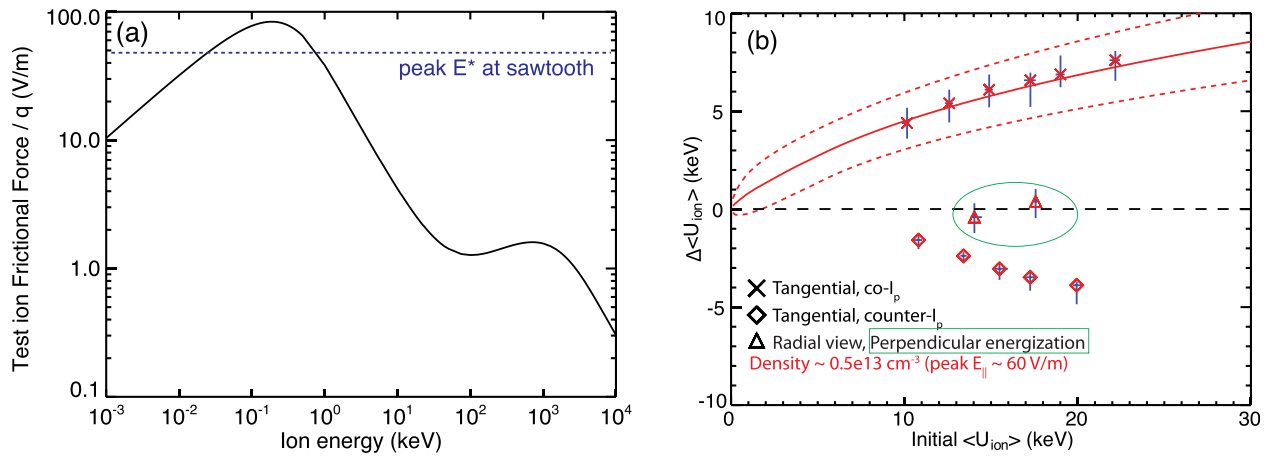 (a)
peak E* at sawtooth
Test ion Frictional Force / q (V/m)
100.0
10.0
1.0
0.1
10⁻³
10⁻²
10⁻¹
10⁰
10¹
10²
10³
10⁴
Ion energy (keV)
(b)
Δ<U_ion> (keV)
10
5
0
-5
-10
Tangential, co-I_p
Tangential, counter-I_p
Radial view, Perpendicular energization
Density ~ 0.5e13 cm⁻³ (peak E_|| ~ 60 V/m)
0
10
20
30
Initial <U_ion> (keV)